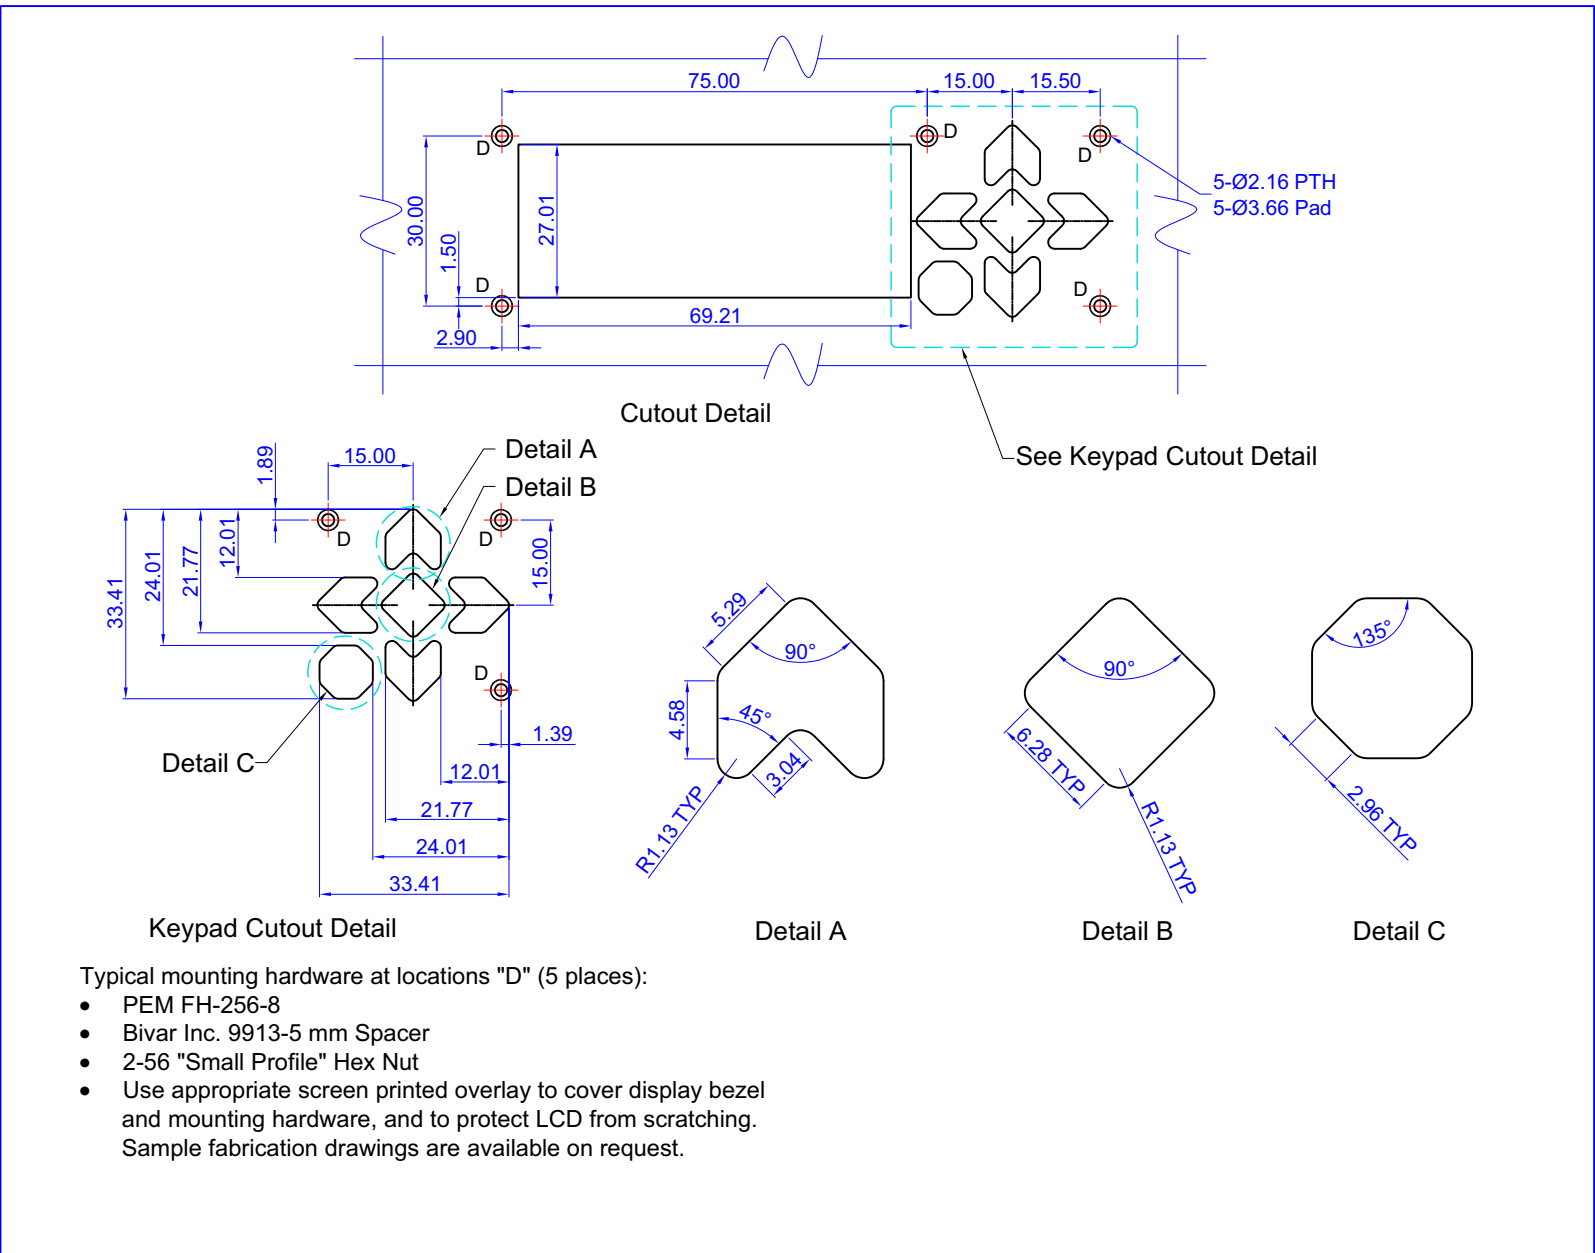 75.00
15.00
15.50
D
D
D
5-Ø2.16 PTH
5-Ø3.66 Pad
30.00
27.01
1.50
D
D
69.21
2.90
Cutout Detail
See Keypad Cutout Detail
Detail A
Detail B
1.89
15.00
D
D
33.41
24.01
21.77
12.01
15.00
D
1.39
Detail C
12.01
21.77
24.01
33.41
Keypad Cutout Detail
5.29
90°
4.58
45°
3.04
R1.13 TYP
Detail A
90°
6.28 TYP
R1.13 TYP
Detail B
135°
2.96 TYP
Detail C
Typical mounting hardware at locations "D" (5 places):
• PEM FH-256-8
• Bivar Inc. 9913-5 mm Spacer
• 2-56 "Small Profile" Hex Nut
• Use appropriate screen printed overlay to cover display bezel
and mounting hardware, and to protect LCD from scratching.
Sample fabrication drawings are available on request.